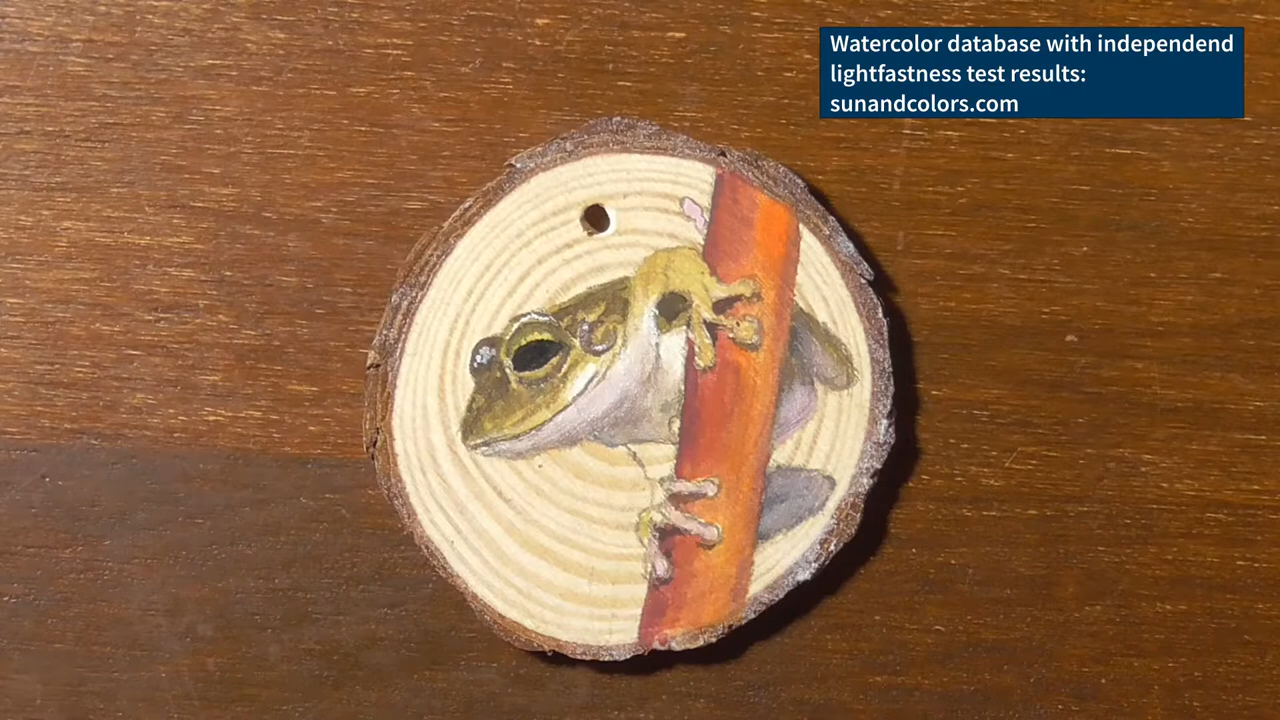 Watercolor database with independend
lightfastness test results:
sunandcolors.com